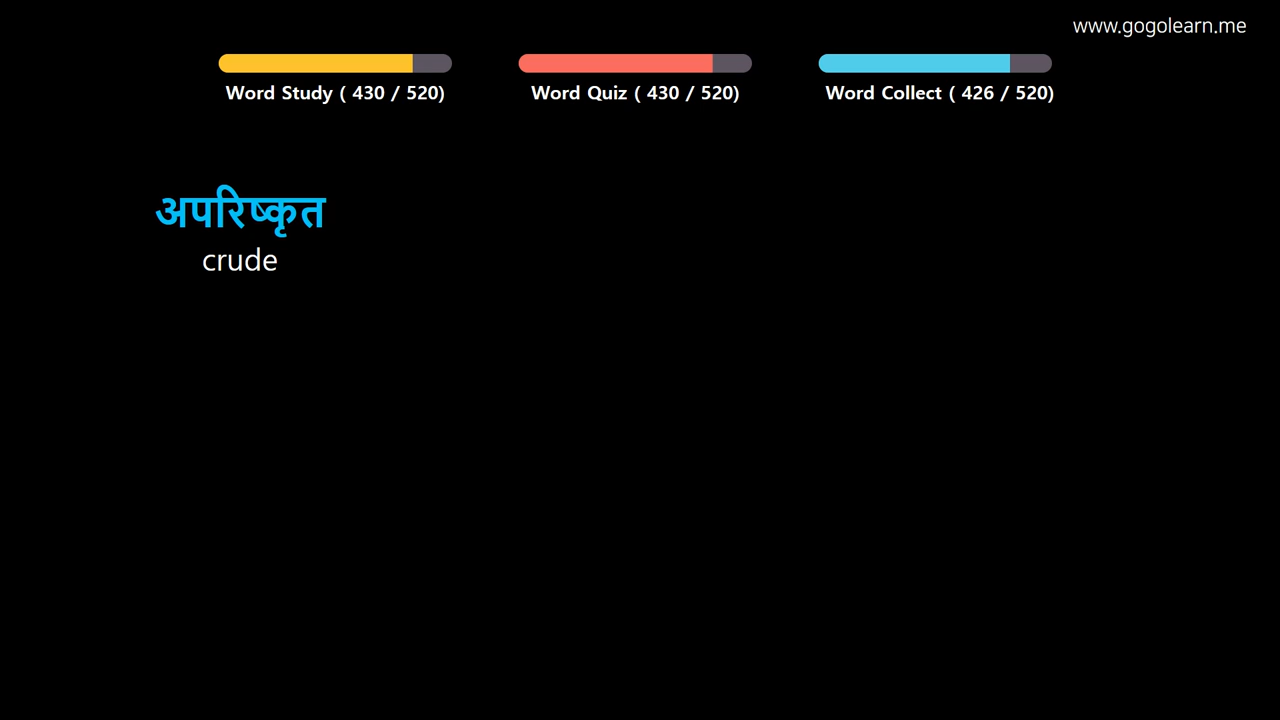 www.gogolearn.me
Word Study ( 430 / 520)
Word Quiz ( 430 / 520)
Word Collect ( 426 / 520)
अपरिष्कृत
crude